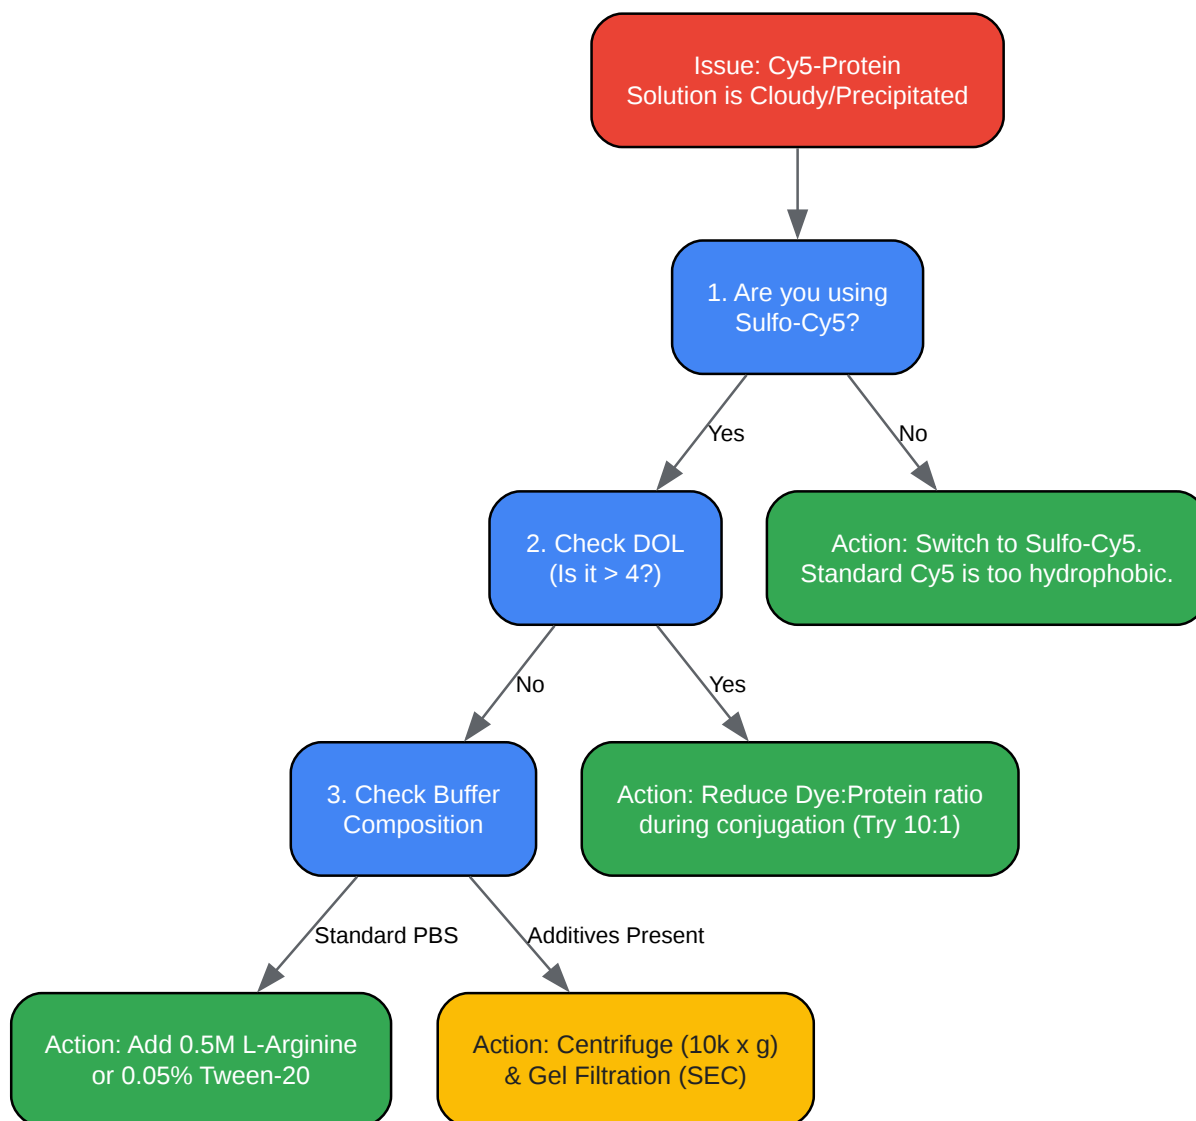 Issue: Cy5-Protein
Solution is Cloudy/Precipitated
1. Are you using
Sulfo-Cy5?
Yes
No
2. Check DOL
(Is it > 4?)
Action: Switch to Sulfo-Cy5.
Standard Cy5 is too hydrophobic.
No
Yes
3. Check Buffer
Composition
Action: Reduce Dye:Protein ratio
during conjugation (Try 10:1)
Standard PBS
Additives Present
Action: Add 0.5M L-Arginine
or 0.05% Tween-20
Action: Centrifuge (10k x g)
& Gel Filtration (SEC)